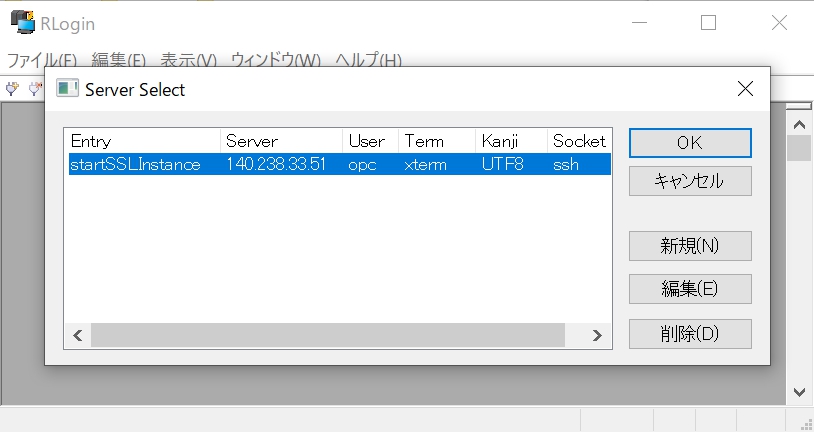 RLogin
ファイル(F) 編集(E) 表示(V) ウィンドウ(W) ヘルプ(H)
Server Select
Entry Server User Term Kanji Socket
startSSLInstance 140.238.33.51 opc xterm UTF8 ssh
OK
キャンセル
新規(N)
編集(E)
削除(D)